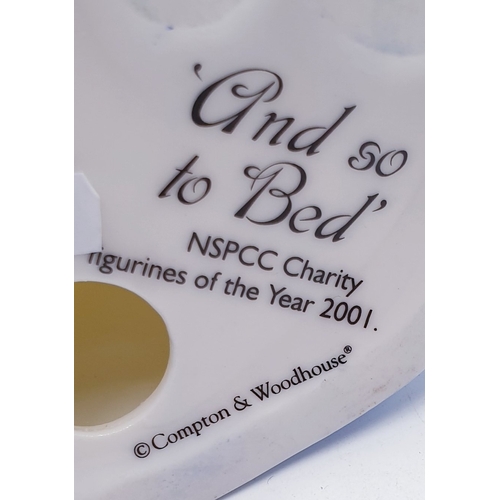 'And so
to Bed'
NSPCC Charity
figurines of the Year 2001.
© Compton & Woodhouse®